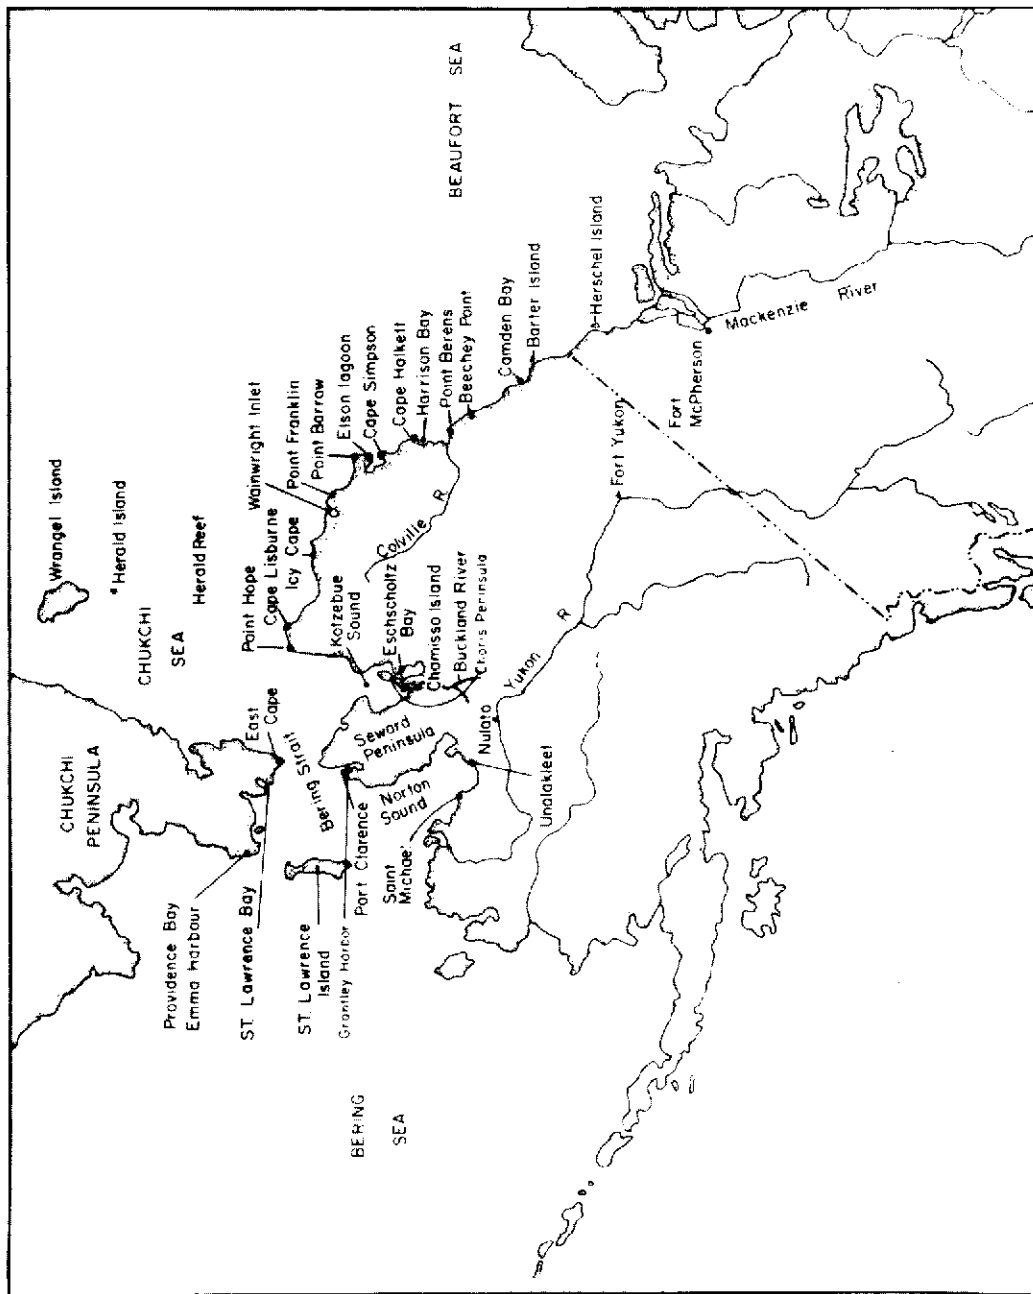 Wrangel Island
Herald Island
CHUKCHI
SEA
Herald Reef
BEAUFORT SEA
CHUKCHI
PENINSULA
East
Cape
Bering Strait
Providence Bay
Emma harbour
ST. Lawrence Bay
ST. Lawrence
Island
Grantley Harbor
Port Clarence
BERING
SEA
Point Hope
Cape Lisburne
Icy Cape
Wainwright Inlet
Point Franklin
Point Barrow
Elson lagoon
Cape Simpson
Cape Halkett
Harrison Bay
Point Berens
Beechey Point
Camden Bay
Barter Island
Herschel Island
Kotzebue
Sound
Eschscholtz
Bay
Chamisso Island
Buckland River
Choris Peninsula
Colville R
Seward
Peninsula
Norton
Sound
Saint
Michael
Unalakleet
Nulato
Yukon R
Fort Yukon
Fort
McPherson
Mackenzie River